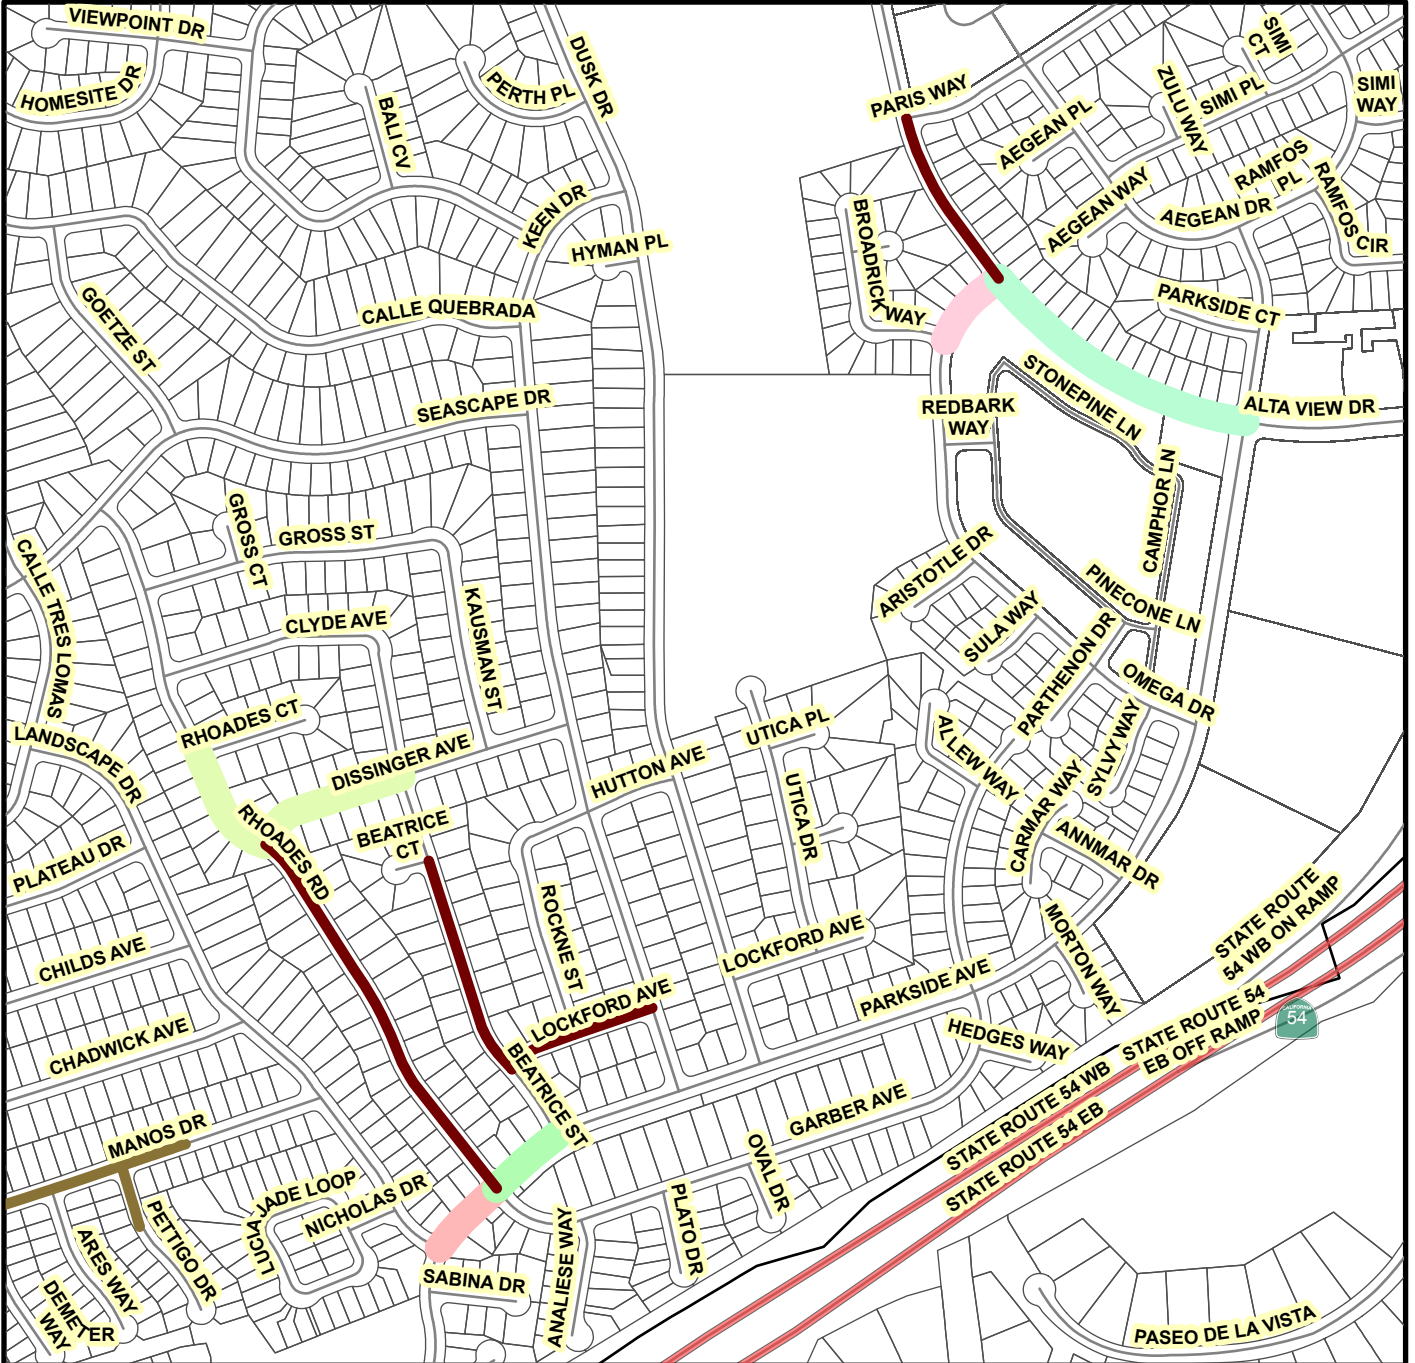 VIEWPOINT DR
HOMESITE DR
BALI CV
PERTH PL
DUSK DR
PARIS WAY
SIMI
CT
ZULU WAY
SIMI PL
SIMI
WAY
AEGEAN PL
AEGEAN WAY
RAMFOS
PL
AEGEAN DR
RAMFOS
CIR
KEEN DR
HYMAN PL
BROADRICK
WAY
CALLE QUEBRADA
GOETZE ST
PARKSIDE CT
STONEPINE LN
REDBARK
WAY
ALTA VIEW DR
SEASCAPE DR
CAMPHOR LN
GROSS CT
GROSS ST
CALLE TRES LOMAS
ARISTOTLE DR
SULA WAY
PINECONE LN
PARTHENON DR
CLYDE AVE
KAUSMAN ST
OMEGA DR
RHOADES CT
LANDSCAPE DR
DISSINGER AVE
HUTTON AVE
UTICA PL
UTICA DR
ALLEW WAY
SYLVY WAY
CARMAR WAY
ANNMAR DR
RHOADES RD
BEATRICE
CT
PLATEAU DR
ROCKNE ST
LOCKFORD AVE
CHILDS AVE
PARKSIDE AVE
MORTON WAY
STATE ROUTE
54 WB ON RAMP
LOCKFORD AVE
CHADWICK AVE
BEATRICE ST
HEDGES WAY
STATE ROUTE 54
EB OFF RAMP
CALIFORNIA
54
STATE ROUTE 54 WB
STATE ROUTE 54 EB
GARBER AVE
MANOS DR
OVAL DR
PLATO DR
JADE LOOP
LUCIA
NICHOLAS DR
PETTIGO DR
ARES WAY
DEMETER
WAY
SABINA DR
ANALIESE WAY
PASEO DE LA VISTA